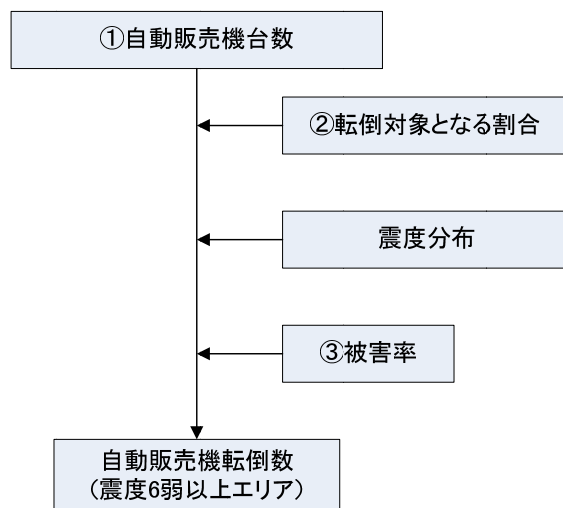 ①自動販売機台数
②転倒対象となる割合
震度分布
③被害率
自動販売機転倒数
（震度6弱以上エリア）